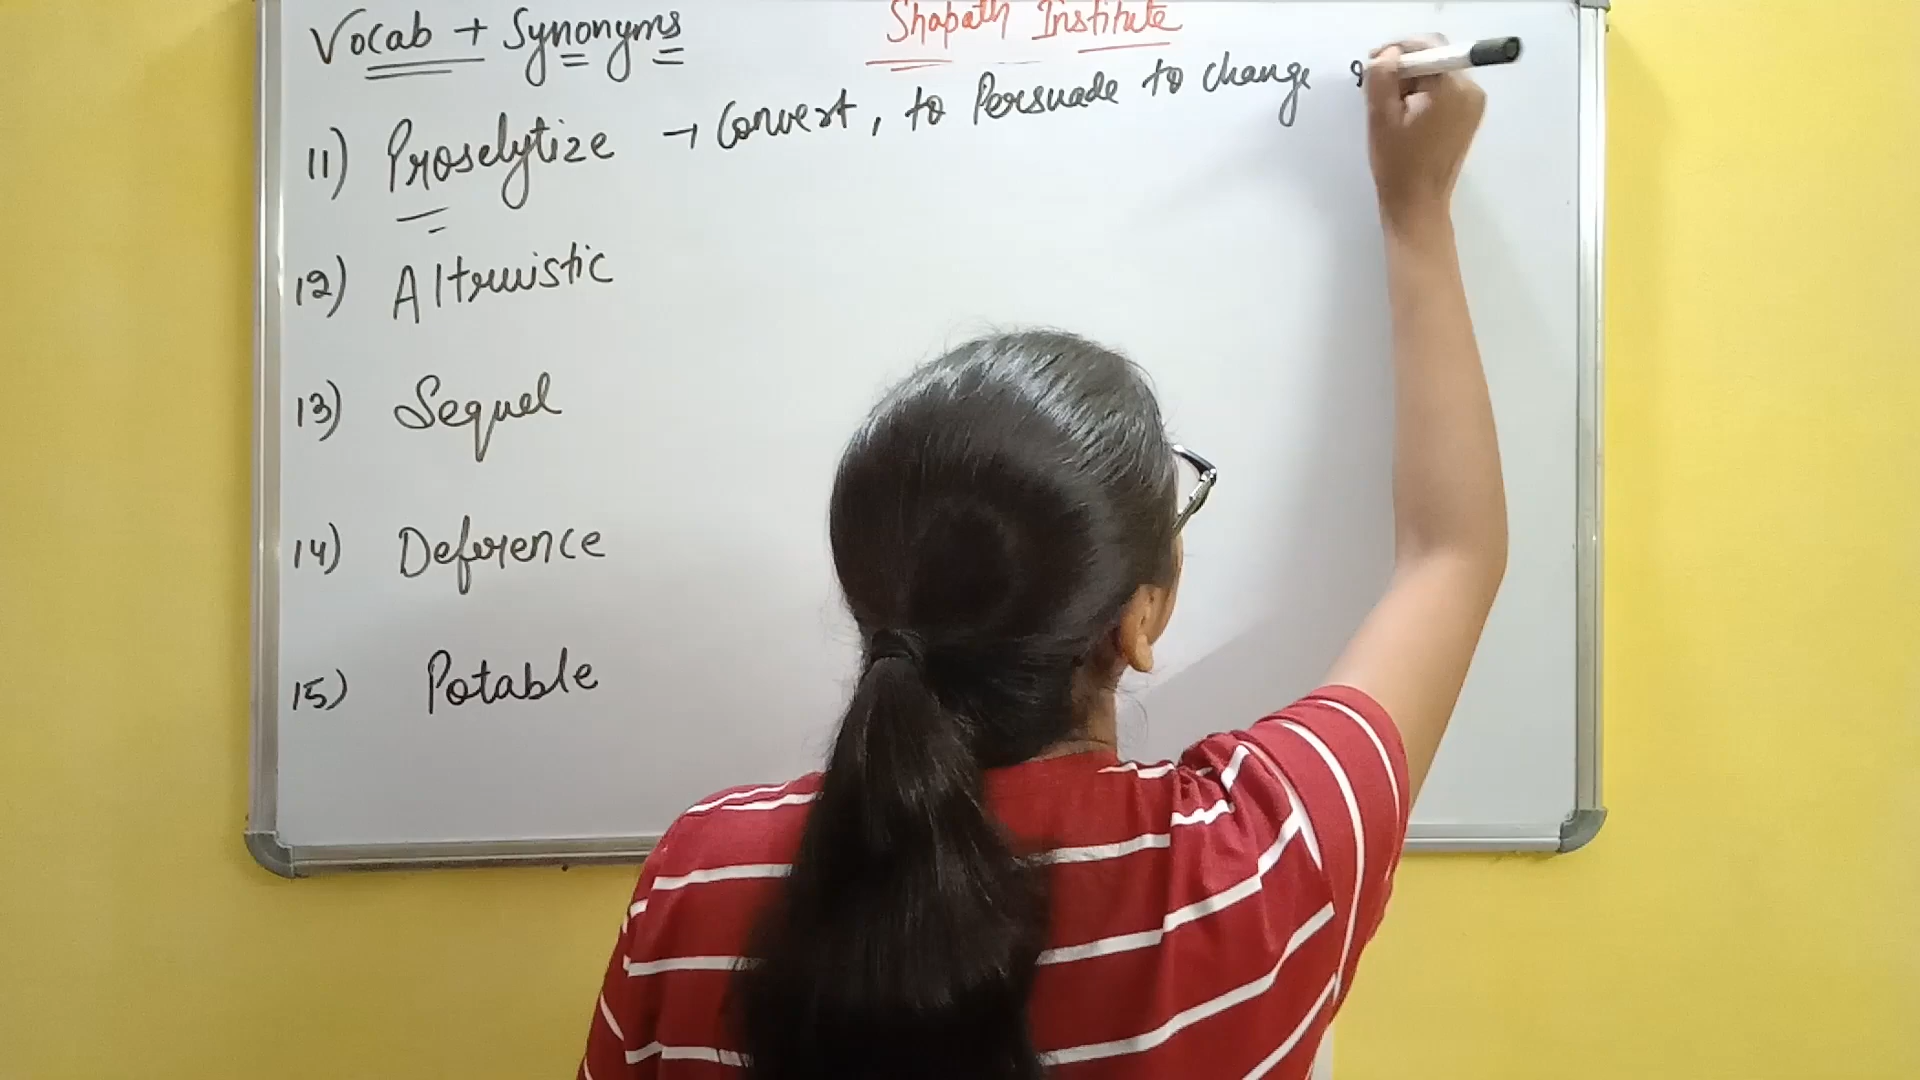 Vocab + Synonyms
Shapath Institute
11) Proselytize → Convert, to Persuade to change
12) Altruistic
13) Sequel
14) Deference
15) Potable